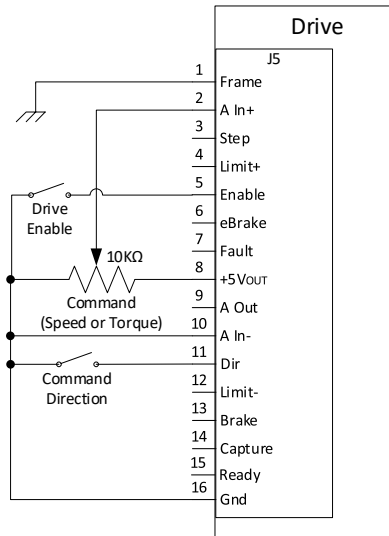 Drive
J5
1 Frame
2 A In+
3 Step
4 Limit+
5 Enable
Drive
Enable
6 eBrake
7 Fault
10KΩ
8 +5VOUT
Command
(Speed or Torque)
9 A Out
10 A In-
11 Dir
Command
Direction
12 Limit-
13 Brake
14 Capture
15 Ready
16 Gnd